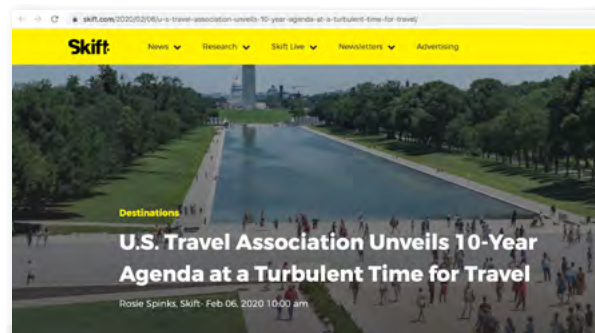 skift.com/2020/02/06/u-s-travel-association-unveils-10-year-agenda-at-a-turbulent-time-for-travel/
Skift News Research Skift Live Newsletters Advertising
Destinations
U.S. Travel Association Unveils 10-Year
Agenda at a Turbulent Time for Travel
Rosie Spinks, Skift - Feb 06, 2020 10:00 am